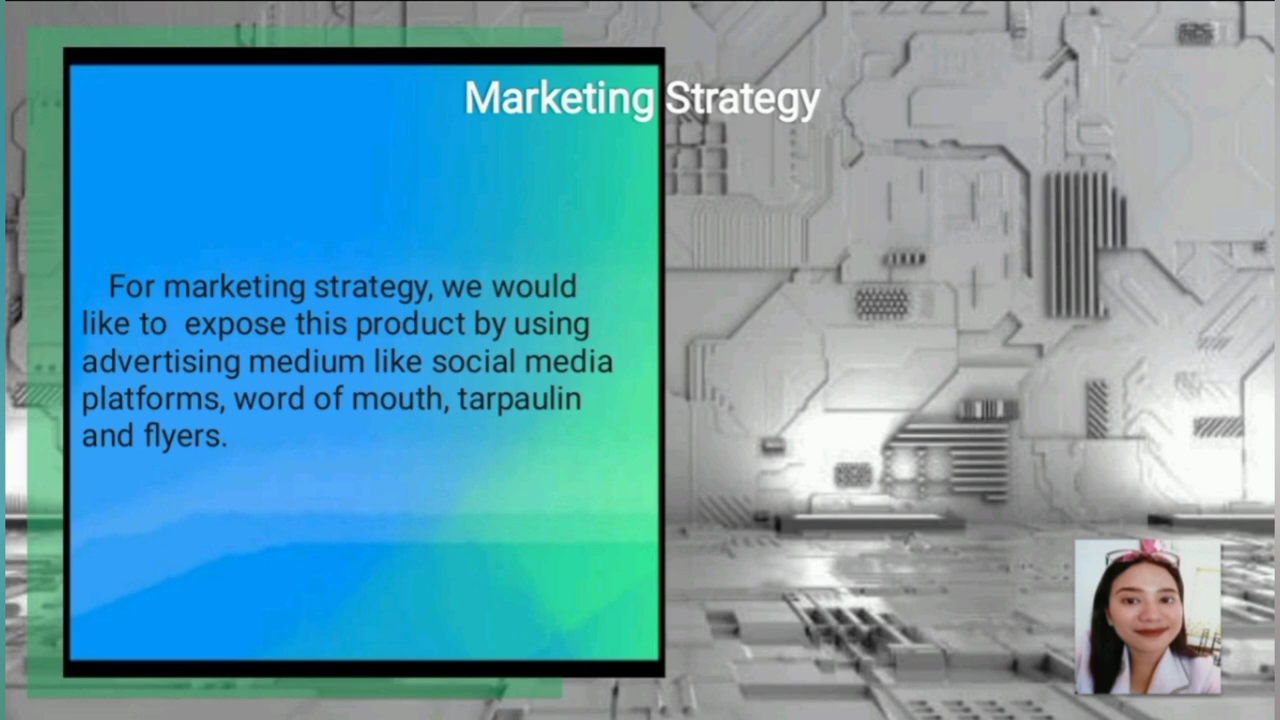 Marketing Strategy
For marketing strategy, we would
like to expose this product by using
advertising medium like social media
platforms, word of mouth, tarpaulin
and flyers.